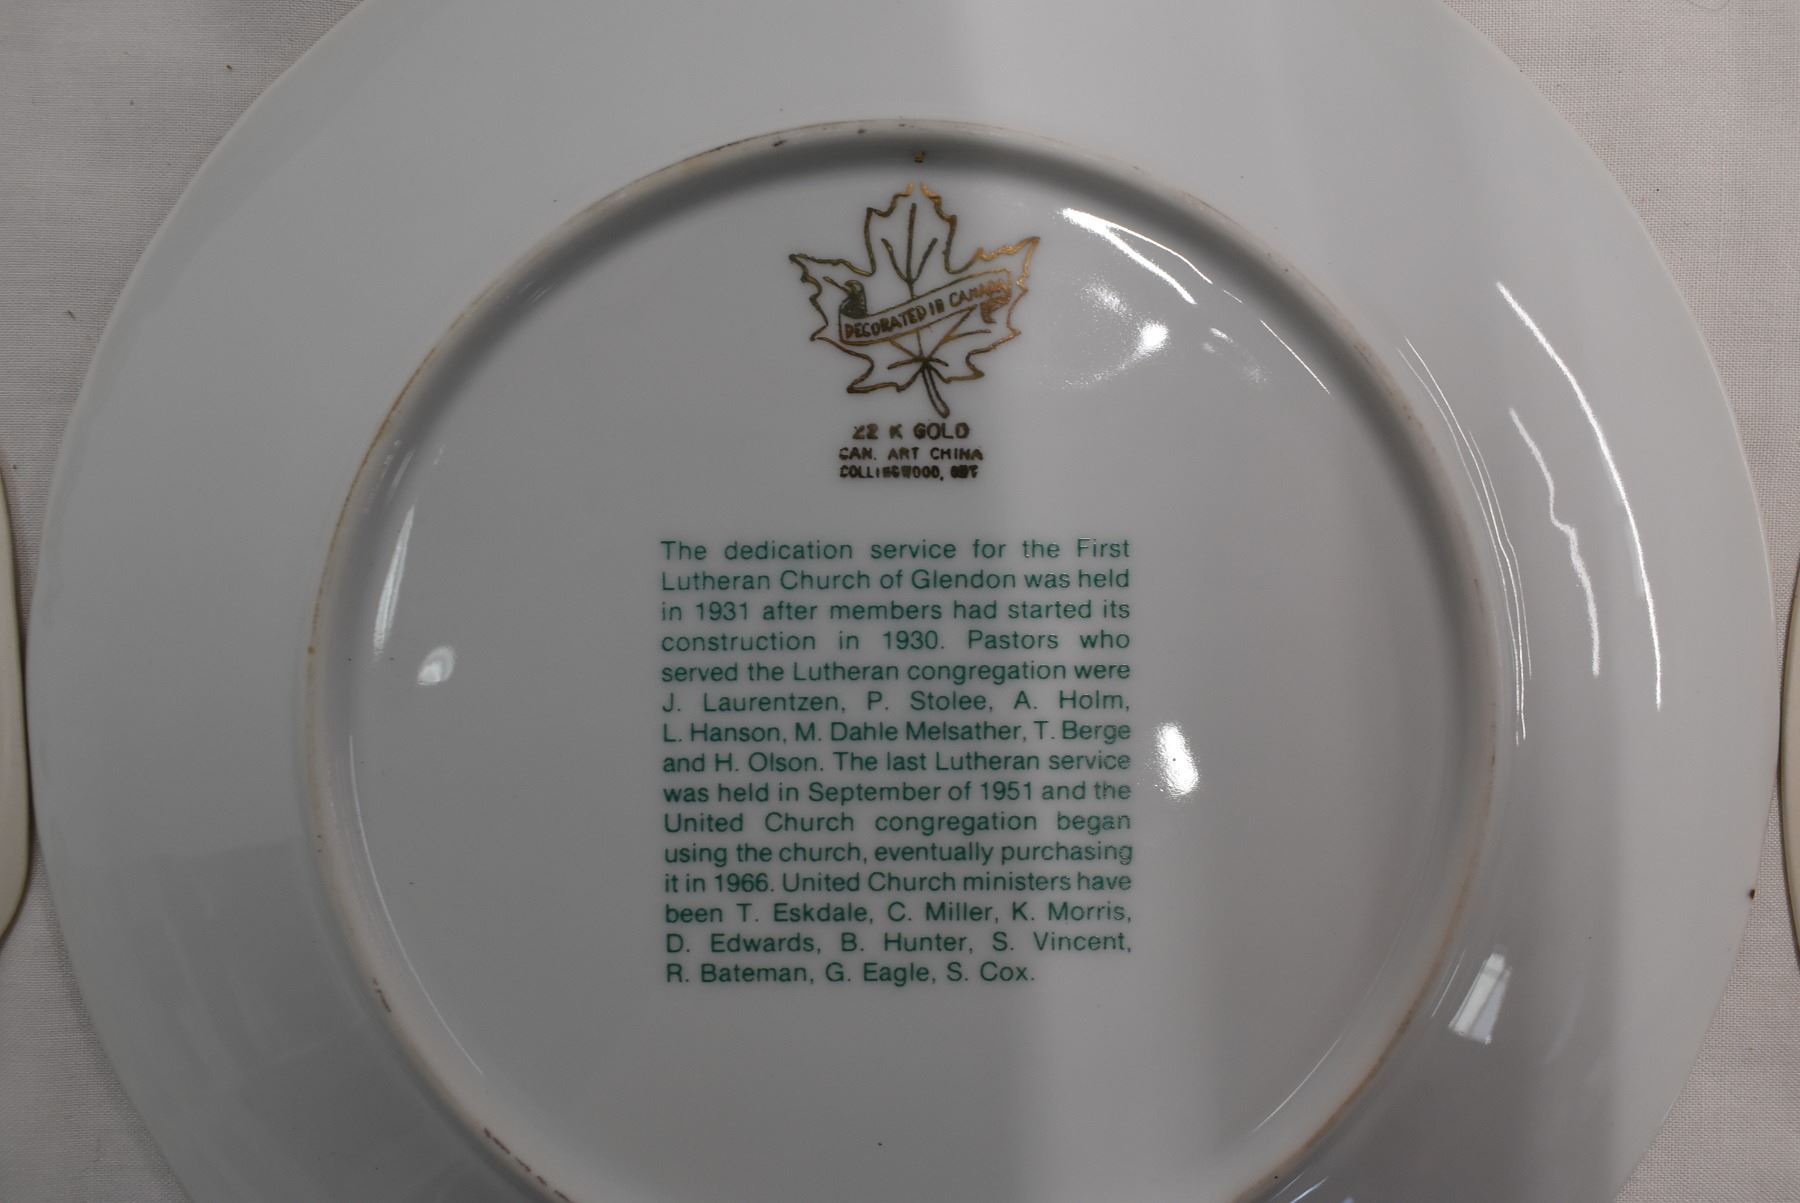 DECORATED IN CANADA
22 K GOLD
CAN. ART CHINA
COLLINGWOOD, ONT
The dedication service for the First
Lutheran Church of Glendon was held
in 1931 after members had started its
construction in 1930. Pastors who
served the Lutheran congregation were
J. Laurentzen, P. Stolee, A. Holm,
L. Hanson, M. Dahle Melsather, T. Berge
and H. Olson. The last Lutheran service
was held in September of 1951 and the
United Church congregation began
using the church, eventually purchasing
it in 1966. United Church ministers have
been T. Eskdale, C. Miller, K. Morris,
D. Edwards, B. Hunter, S. Vincent,
R. Bateman, G. Eagle, S. Cox.